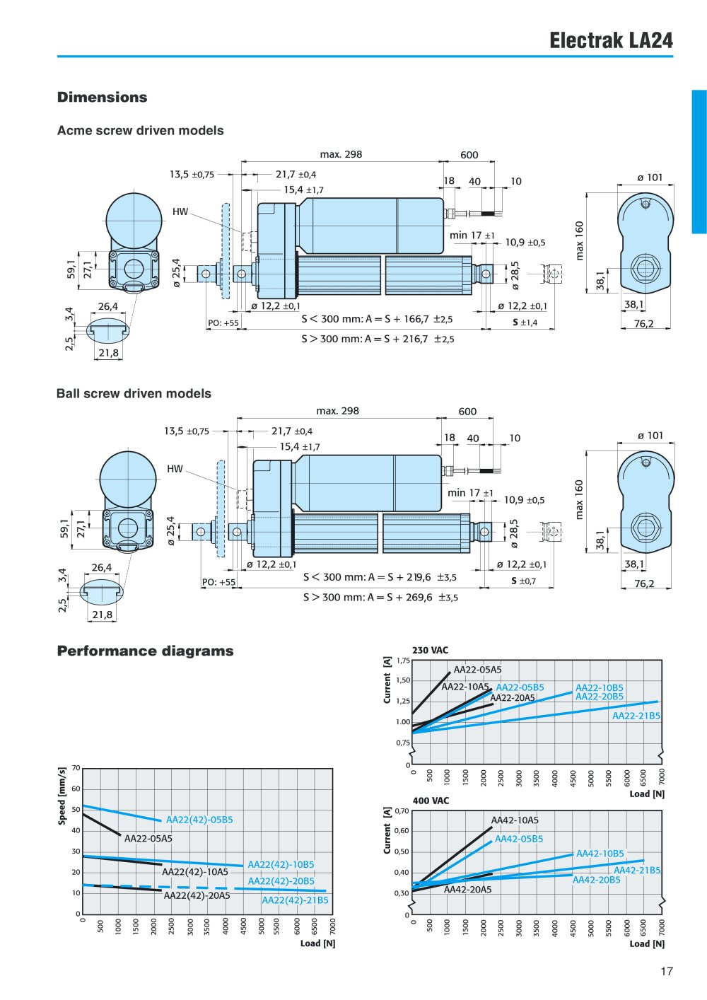 Electrak LA24
Dimensions
Acme screw driven models
max. 298
600
13,5 ±0,75
21,7 ±0,4
18
40
10
ø 101
15,4 ±1,7
HW
min 17 ±1
10,9 ±0,5
max 160
59,1
27,1
ø 25,4
ø 28,5
38,1
3,4
26,4
ø 12,2 ±0,1
ø 12,2 ±0,1
38,1
PO: +55
S < 300 mm: A = S + 166,7 ±2,5
S ±1,4
76,2
2,5
21,8
S > 300 mm: A = S + 216,7 ±2,5
Ball screw driven models
max. 298
600
13,5 ±0,75
21,7 ±0,4
18
40
10
ø 101
15,4 ±1,7
HW
min 17 ±1
10,9 ±0,5
max 160
59,1
27,1
ø 25,4
ø 28,5
38,1
3,4
26,4
ø 12,2 ±0,1
ø 12,2 ±0,1
38,1
PO: +55
S < 300 mm: A = S + 219,6 ±3,5
S ±0,7
76,2
2,5
21,8
S > 300 mm: A = S + 269,6 ±3,5
Performance diagrams
Speed [mm/s]
70
60
50
40
30
20
10
0
AA22(42)-05B5
AA22-05A5
AA22(42)-10B5
AA22(42)-10A5
AA22(42)-20B5
AA22(42)-20A5
AA22(42)-21B5
0 500 1000 1500 2000 2500 3000 3500 4000 4500 5000 5500 6000 6500 7000
Load [N]
230 VAC
Current [A]
1,75
1,50
1,25
1.00
0,75
0
AA22-05A5
AA22-10A5
AA22-05B5
AA22-10B5
AA22-20A5
AA22-20B5
AA22-21B5
0 500 1000 1500 2000 2500 3000 3500 4000 4500 5000 5500 6000 6500 7000
Load [N]
400 VAC
Current [A]
0,70
0,60
0,50
0,40
0,30
0
AA42-10A5
AA42-05B5
AA42-10B5
AA42-21B5
AA42-20B5
AA42-20A5
0 500 1000 1500 2000 2500 3000 3500 4000 4500 5000 5500 6000 6500 7000
Load [N]
17